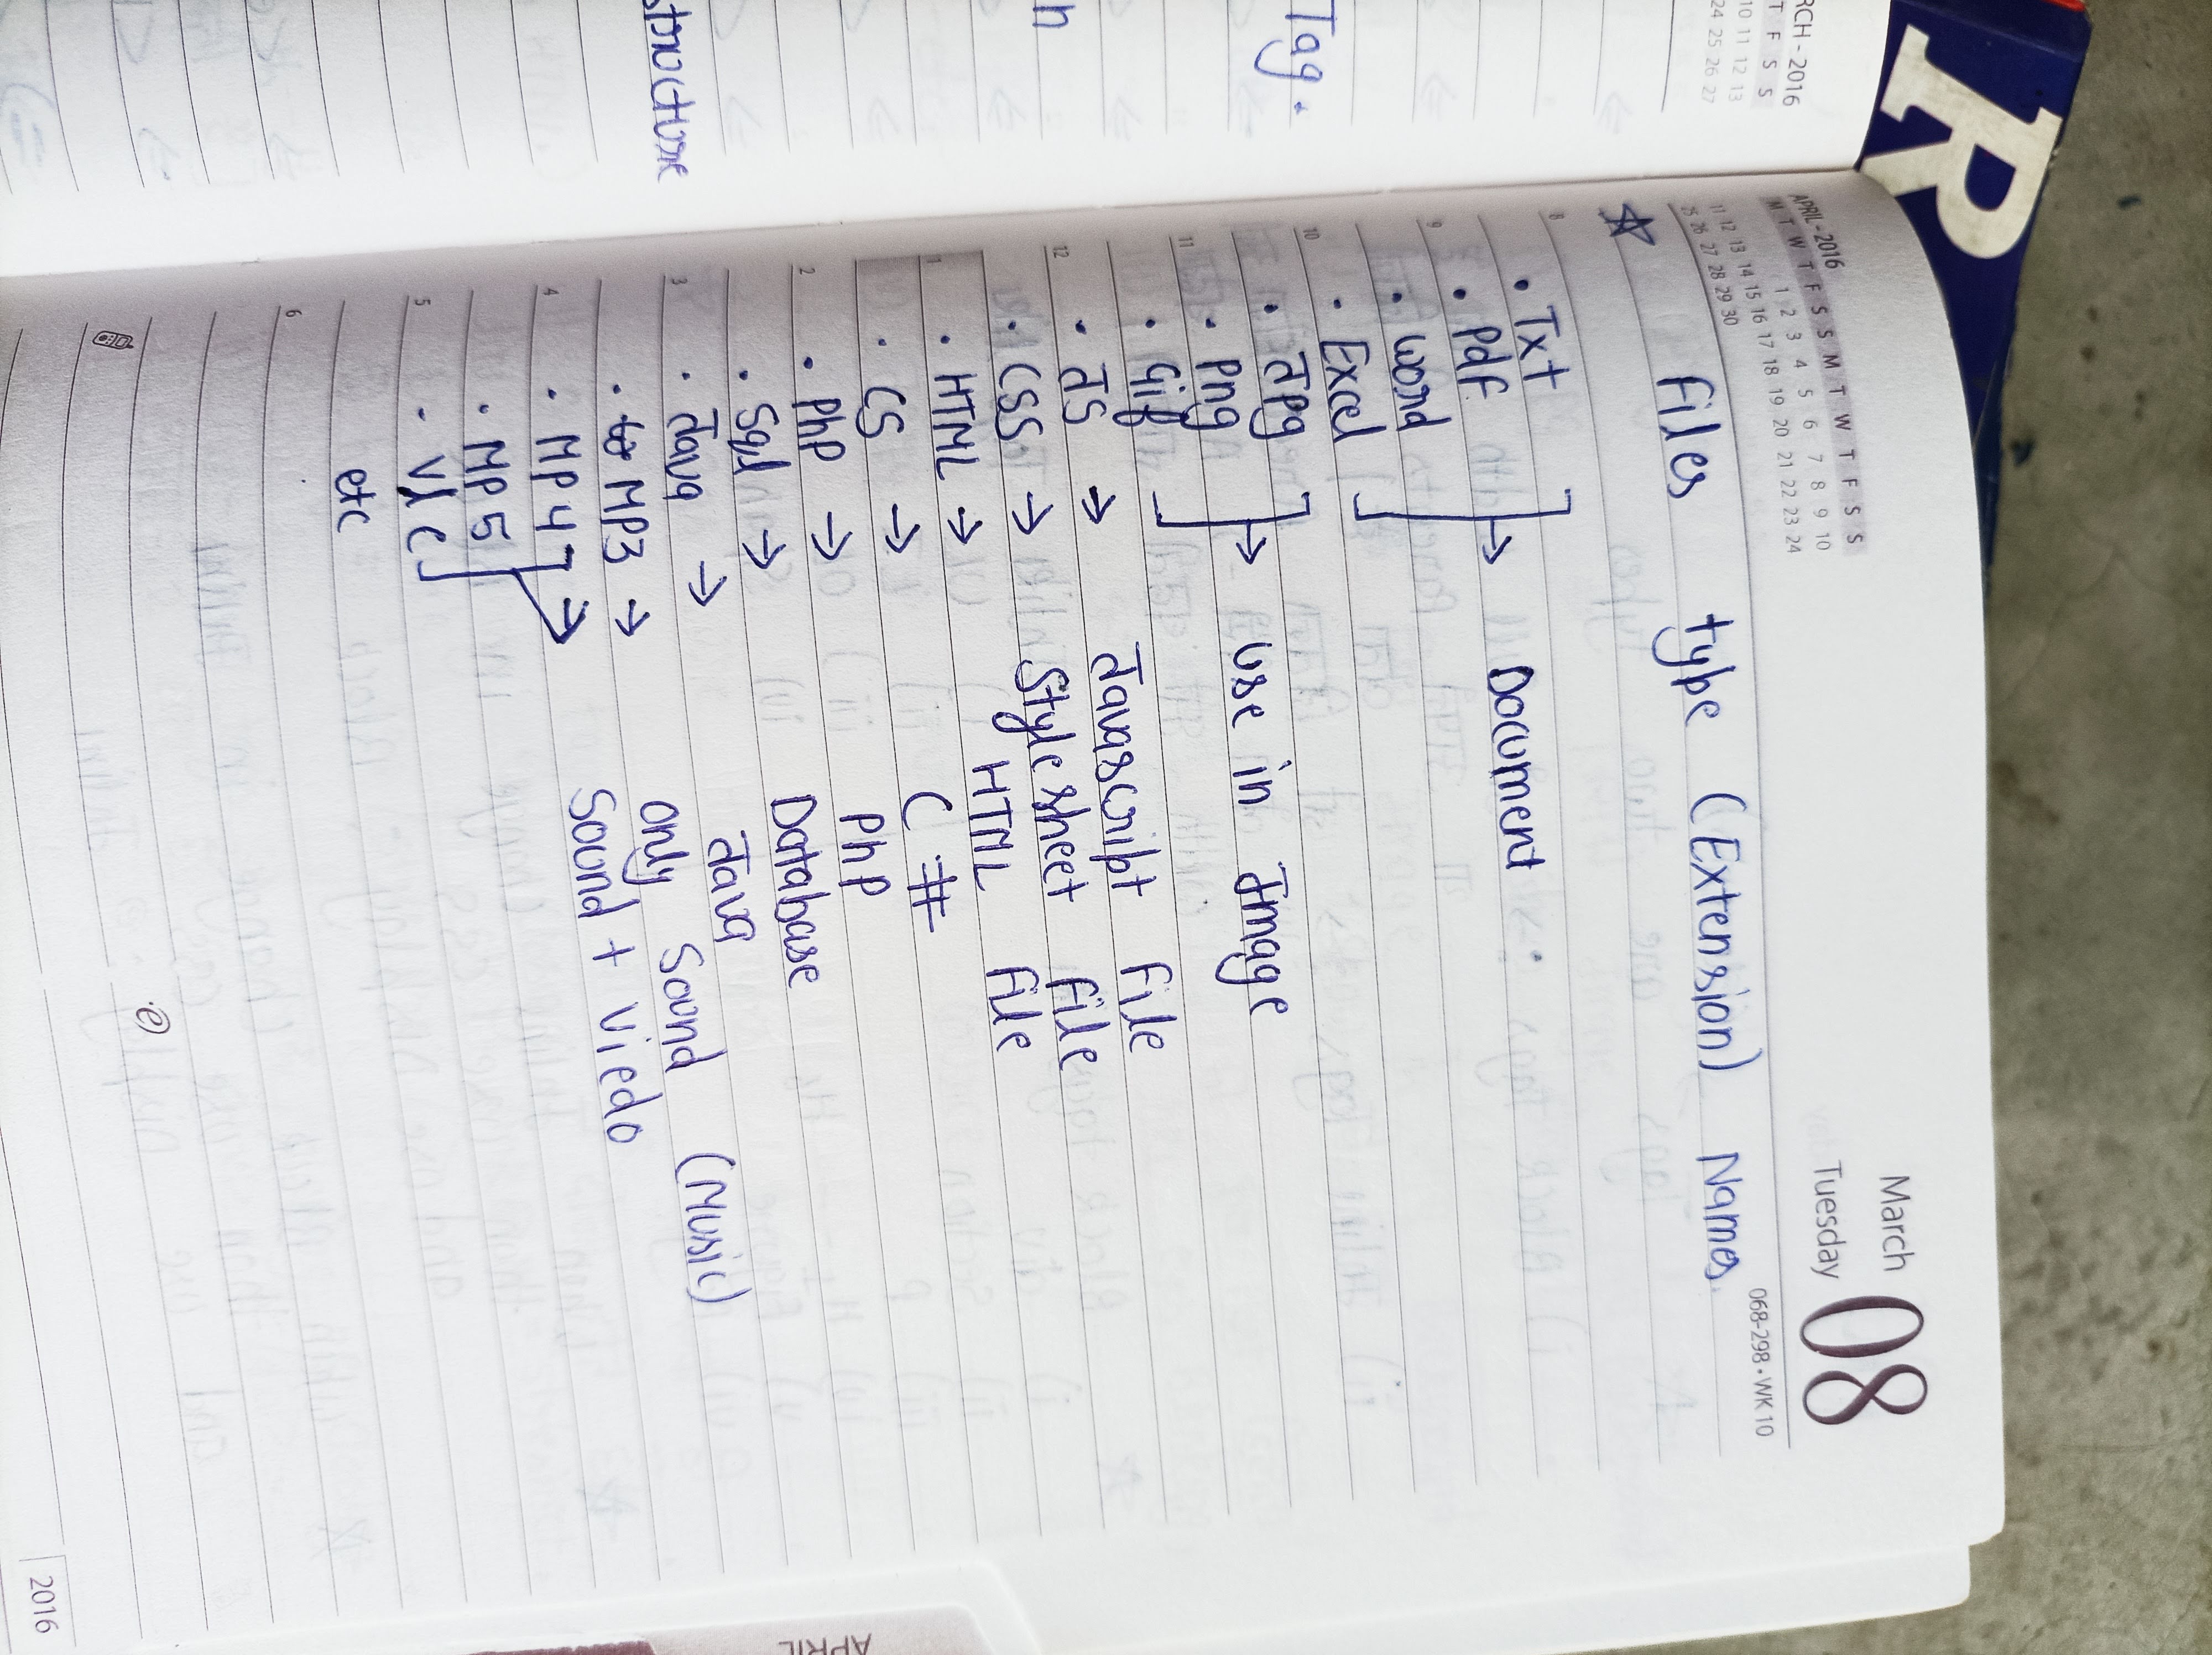 RCH - 2016
T F S S
10 11 12 13
24 25 26 27
Tag.
h
structure
R
APRIL - 2016
M T W T F S S M T W T F S S
1 2 3 4 5 6 7 8 9 10
11 12 13 14 15 16 17 18 19 20 21 22 23 24
25 26 27 28 29 30
March
Tuesday
08
068-298 • WK 10
☆ Files type (Extension) Names.
8
• Txt
• Pdf
9
• word
• Excel
→ Document
10
• Jpg
• Png
11
• Gif
→ use in Image
• JS → Javascript File
12
• CSS → Stylesheet File
• HTML → HTML File
1
• CS → C #
• Php → Php
2
• Sql → Database
• Java → Java
3
• MP3 → only Sound (Music)
• MP4
4
• MP5
• Vlc
→ Sound + Viedo
5
etc
6
e
2016
APRIL